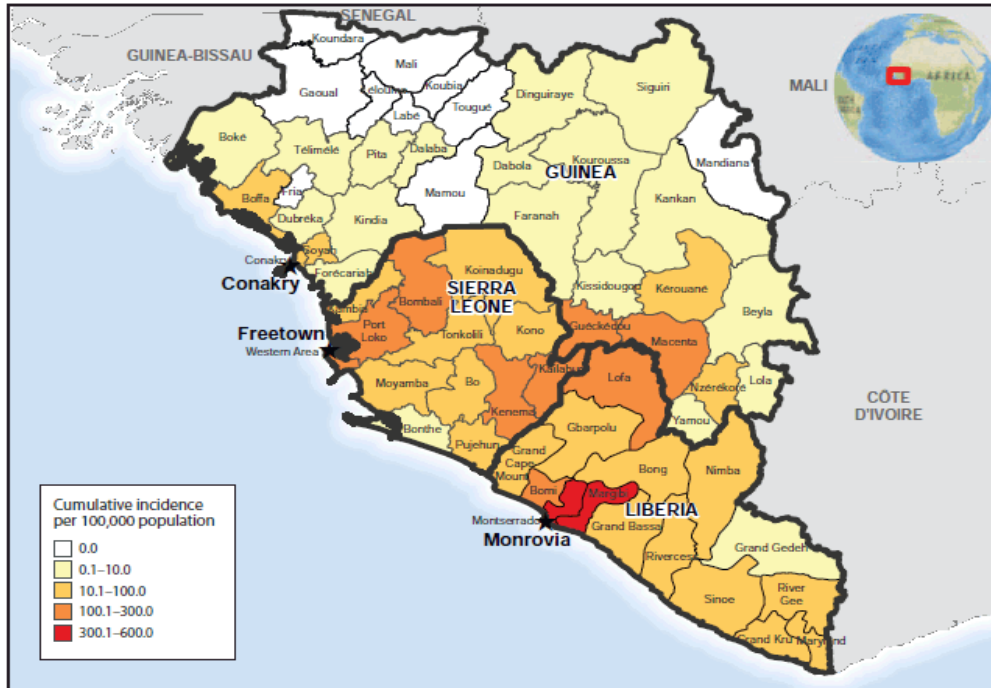 SENEGAL
GUINEA-BISSAU
Koundara
Mali
Koubia
Gaoual
élouma
Labé
Tougué
Dinguiraye
Siguiri
MALI
AFRICA
Boké
Télimélé
Pita
Dalaba
Dabola
Kouroussa
Mandiana
GUINEA
Fria
Boffa
Mamou
Kankan
Dubréka
Kindia
Faranah
Coyah
Conakry
Conakry
Forécariah
Koinadugu
Kissidougou
Kérouané
SIERRA
LEONE
Bombali
Kambia
Beyla
Freetown
Port
Loko
Tonkolili
Kono
Guéckédou
Macenta
Western Area
Kailahun
Lofa
Moyamba
Bo
Nzérékoré
Lola
CÔTE
D'IVOIRE
Kenema
Yamou
Bonthe
Pujehun
Gbarpolu
Grand
Cape
Mount
Bong
Nimba
Bomi
Margibi
LIBERIA
Montserrado
Monrovia
Grand Bassa
Rivercess
Grand Gedeh
Sinoe
River
Gee
Grand Kru
Maryland
Cumulative incidence
per 100,000 population
0.0
0.1–10.0
10.1–100.0
100.1–300.0
300.1–600.0